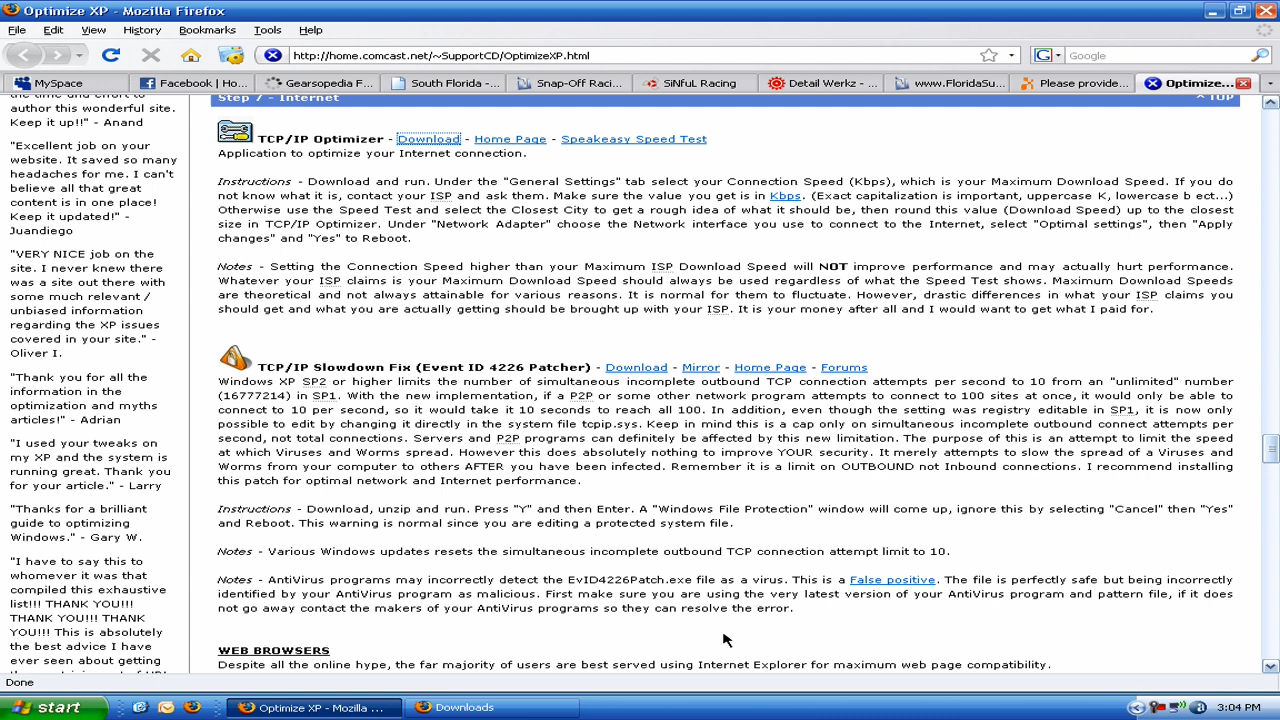 Optimize XP - Mozilla Firefox
File Edit View History Bookmarks Tools Help
http://home.comcast.net/~SupportCD/OptimizeXP.html
Google
MySpace
Facebook | Ho...
Gearsopedia F...
South Florida -...
Snap-Off Raci...
SiNFuL Racing
Detail Werz - ...
www.FloridaSu...
Please provide...
Optimize...
the time and effort to
author this wonderful site.
Keep it up!!" - Anand
"Excellent job on your
website. It saved so many
headaches for me. I can't
believe all that great
content is in one place!
Keep it updated!" -
Juandiego
"VERY NICE job on the
site. I never knew there
was a site out there with
so much relevant /
unbiased information
regarding the XP issues
covered in your site." -
Oliver I.
"Thank you for all the
information in the
optimization and myths
articles!" - Adrian
"I used your tweaks on
my XP and the system is
running great. Thank you
for your article." - Larry
"Thanks for a brilliant
guide to optimizing
Windows." - Gary W.
"I have to say this to
whomever it was that
compiled this exhaustive
list!!! THANK YOU!!!
THANK YOU!!! THANK
YOU!!! This is absolutely
the best advice I have
ever seen about getting
Step 7 - Internet
^ TOP
TCP/IP Optimizer - Download - Home Page - Speakeasy Speed Test
Application to optimize your Internet connection.
Instructions - Download and run. Under the "General Settings" tab select your Connection Speed (Kbps), which is your Maximum Download Speed. If you do
not know what it is, contact your ISP and ask them. Make sure the value you get is in Kbps. (Exact capitalization is important, uppercase K, lowercase b ect...)
Otherwise use the Speed Test and select the Closest City to get a rough idea of what it should be, then round this value (Download Speed) up to the closest
size in TCP/IP Optimizer. Under "Network Adapter" choose the Network interface you use to connect to the Internet, select "Optimal settings", then "Apply
changes" and "Yes" to Reboot.
Notes - Setting the Connection Speed higher than your Maximum ISP Download Speed will NOT improve performance and may actually hurt performance.
Whatever your ISP claims is your Maximum Download Speed should always be used regardless of what the Speed Test shows. Maximum Download Speeds
are theoretical and not always attainable for various reasons. It is normal for them to fluctuate. However, drastic differences in what your ISP claims you
should get and what you are actually getting should be brought up with your ISP. It is your money after all and I would want to get what I paid for.
TCP/IP Slowdown Fix (Event ID 4226 Patcher) - Download - Mirror - Home Page - Forums
Windows XP SP2 or higher limits the number of simultaneous incomplete outbound TCP connection attempts per second to 10 from an "unlimited" number
(16777214) in SP1. With the new implementation, if a P2P or some other network program attempts to connect to 100 sites at once, it would only be able to
connect to 10 per second, so it would take it 10 seconds to reach all 100. In addition, even though the setting was registry editable in SP1, it is now only
possible to edit by changing it directly in the system file tcpip.sys. Keep in mind this is a cap only on simultaneous incomplete outbound connect attempts per
second, not total connections. Servers and P2P programs can definitely be affected by this new limitation. The purpose of this is an attempt to limit the speed
at which Viruses and Worms spread. However this does absolutely nothing to improve YOUR security. It merely attempts to slow the spread of a Viruses and
Worms from your computer to others AFTER you have been infected. Remember it is a limit on OUTBOUND not Inbound connections. I recommend installing
this patch for optimal network and Internet performance.
Instructions - Download, unzip and run. Press "Y" and then Enter. A "Windows File Protection" window will come up, ignore this by selecting "Cancel" then "Yes"
and Reboot. This warning is normal since you are editing a protected system file.
Notes - Various Windows updates resets the simultaneous incomplete outbound TCP connection attempt limit to 10.
Notes - AntiVirus programs may incorrectly detect the EvID4226Patch.exe file as a virus. This is a False positive. The file is perfectly safe but being incorrectly
identified by your AntiVirus program as malicious. First make sure you are using the very latest version of your AntiVirus program and pattern file, if it does
not go away contact the makers of your AntiVirus programs so they can resolve the error.
WEB BROWSERS
Despite all the online hype, the far majority of users are best served using Internet Explorer for maximum web page compatibility.
Done
start
Optimize XP - Mozilla ...
Downloads
3:04 PM